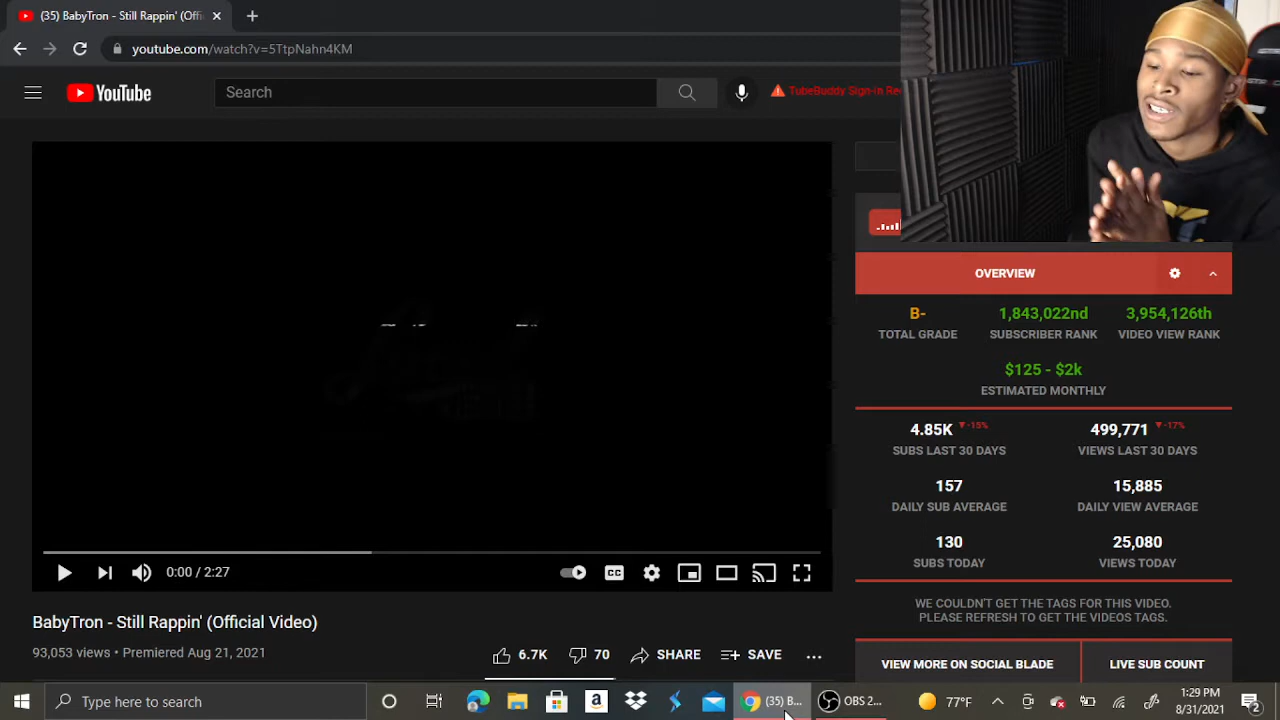 (35) BabyTron - Still Rappin' (Offi
youtube.com/watch?v=5TtpNahn4KM
YouTube
Search
TubeBuddy Sign-in Re
OVERVIEW
B-
TOTAL GRADE
1,843,022nd
SUBSCRIBER RANK
3,954,126th
VIDEO VIEW RANK
$125 - $2k
ESTIMATED MONTHLY
4.85K ▼-15%
SUBS LAST 30 DAYS
499,771 ▼-17%
VIEWS LAST 30 DAYS
157
DAILY SUB AVERAGE
15,885
DAILY VIEW AVERAGE
130
SUBS TODAY
25,080
VIEWS TODAY
WE COULDN'T GET THE TAGS FOR THIS VIDEO.
PLEASE REFRESH TO GET THE VIDEOS TAGS.
VIEW MORE ON SOCIAL BLADE
LIVE SUB COUNT
0:00 / 2:27
CC
BabyTron - Still Rappin' (Official Video)
93,053 views • Premiered Aug 21, 2021
6.7K
70
SHARE
SAVE
Type here to search
a
(35) B...
OBS 2...
77°F
1:29 PM
8/31/2021
2